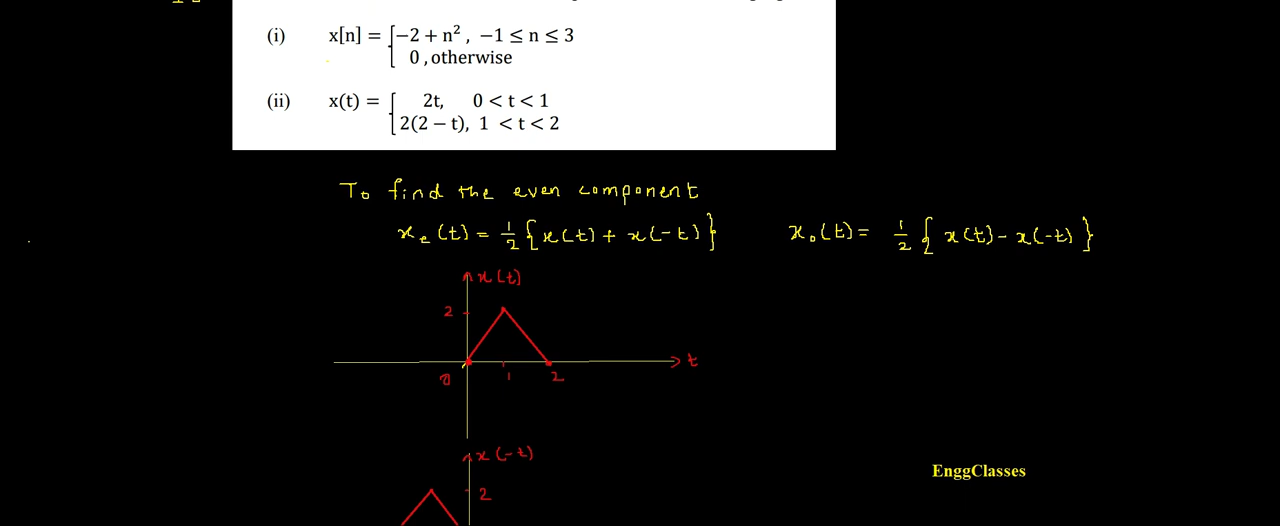 (i) x[n] = {−2 + n² , −1 ≤ n ≤ 3
0 , otherwise
(ii) x(t) = { 2t, 0 < t < 1
2(2 − t), 1 < t < 2
To find the even component
xₑ(t) = 1/2 {x(t) + x(-t)} x₀(t) = 1/2 {x(t) - x(-t)}
x(t)
2
t
0 1 2
x(-t)
EnggClasses
2